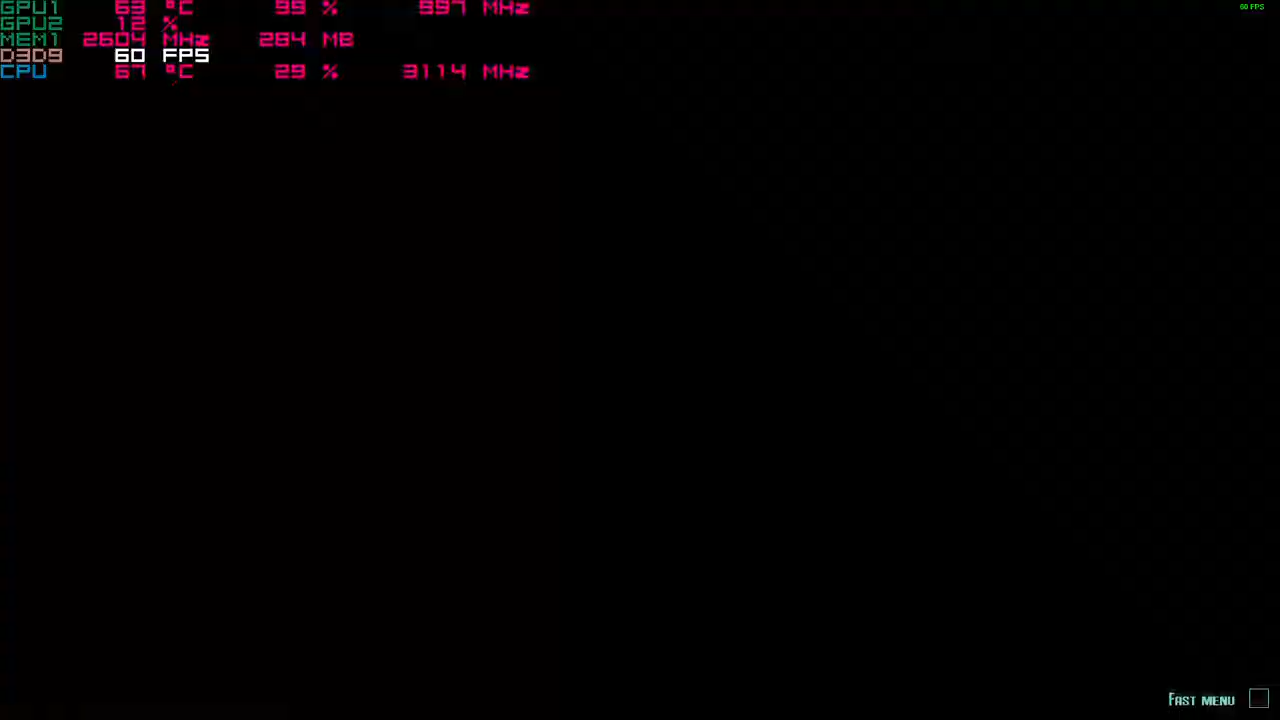 GPU1 63 °C 99 % 997 MHz
60 FPS
GPU2 12 %
MEM1 2604 MHz 264 MB
D3D9 60 FPS
CPU 67 °C 29 % 3114 MHz
Fast menu